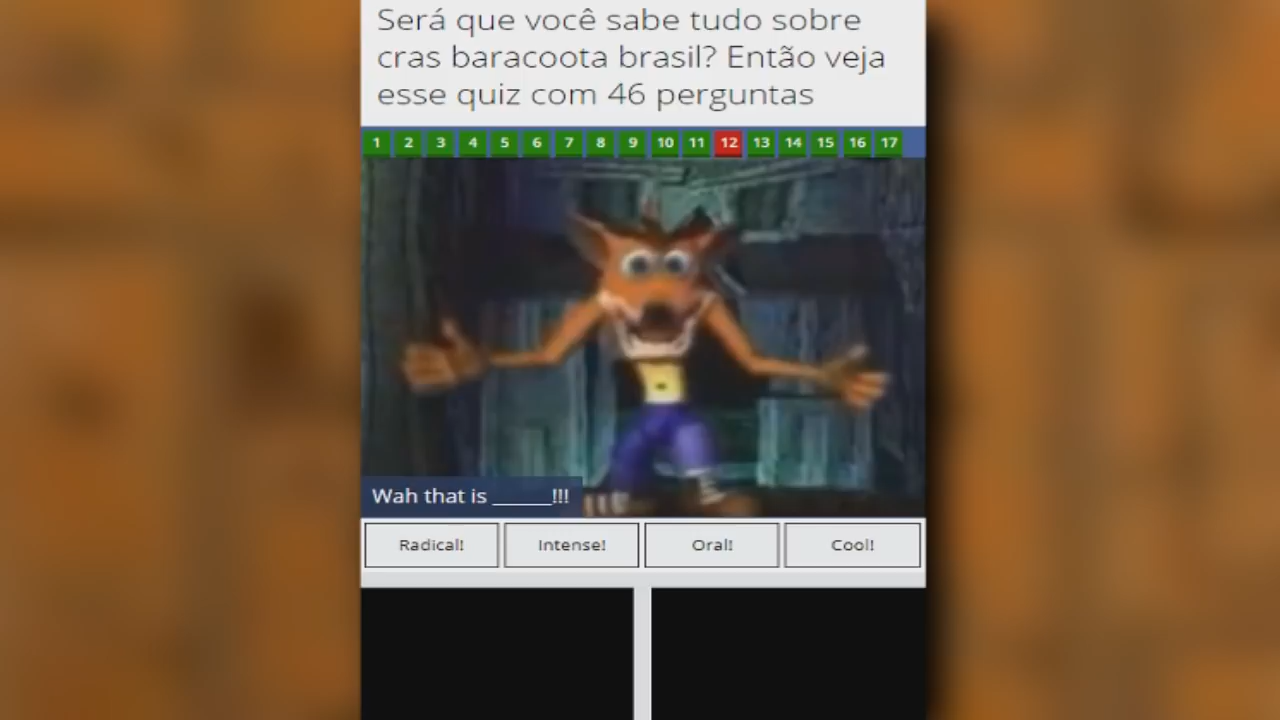 Será que você sabe tudo sobre
cras baracoota brasil? Então veja
esse quiz com 46 perguntas
1 2 3 4 5 6 7 8 9 10 11 12 13 14 15 16 17
Wah that is ______!!!
Radical! Intense! Oral! Cool!